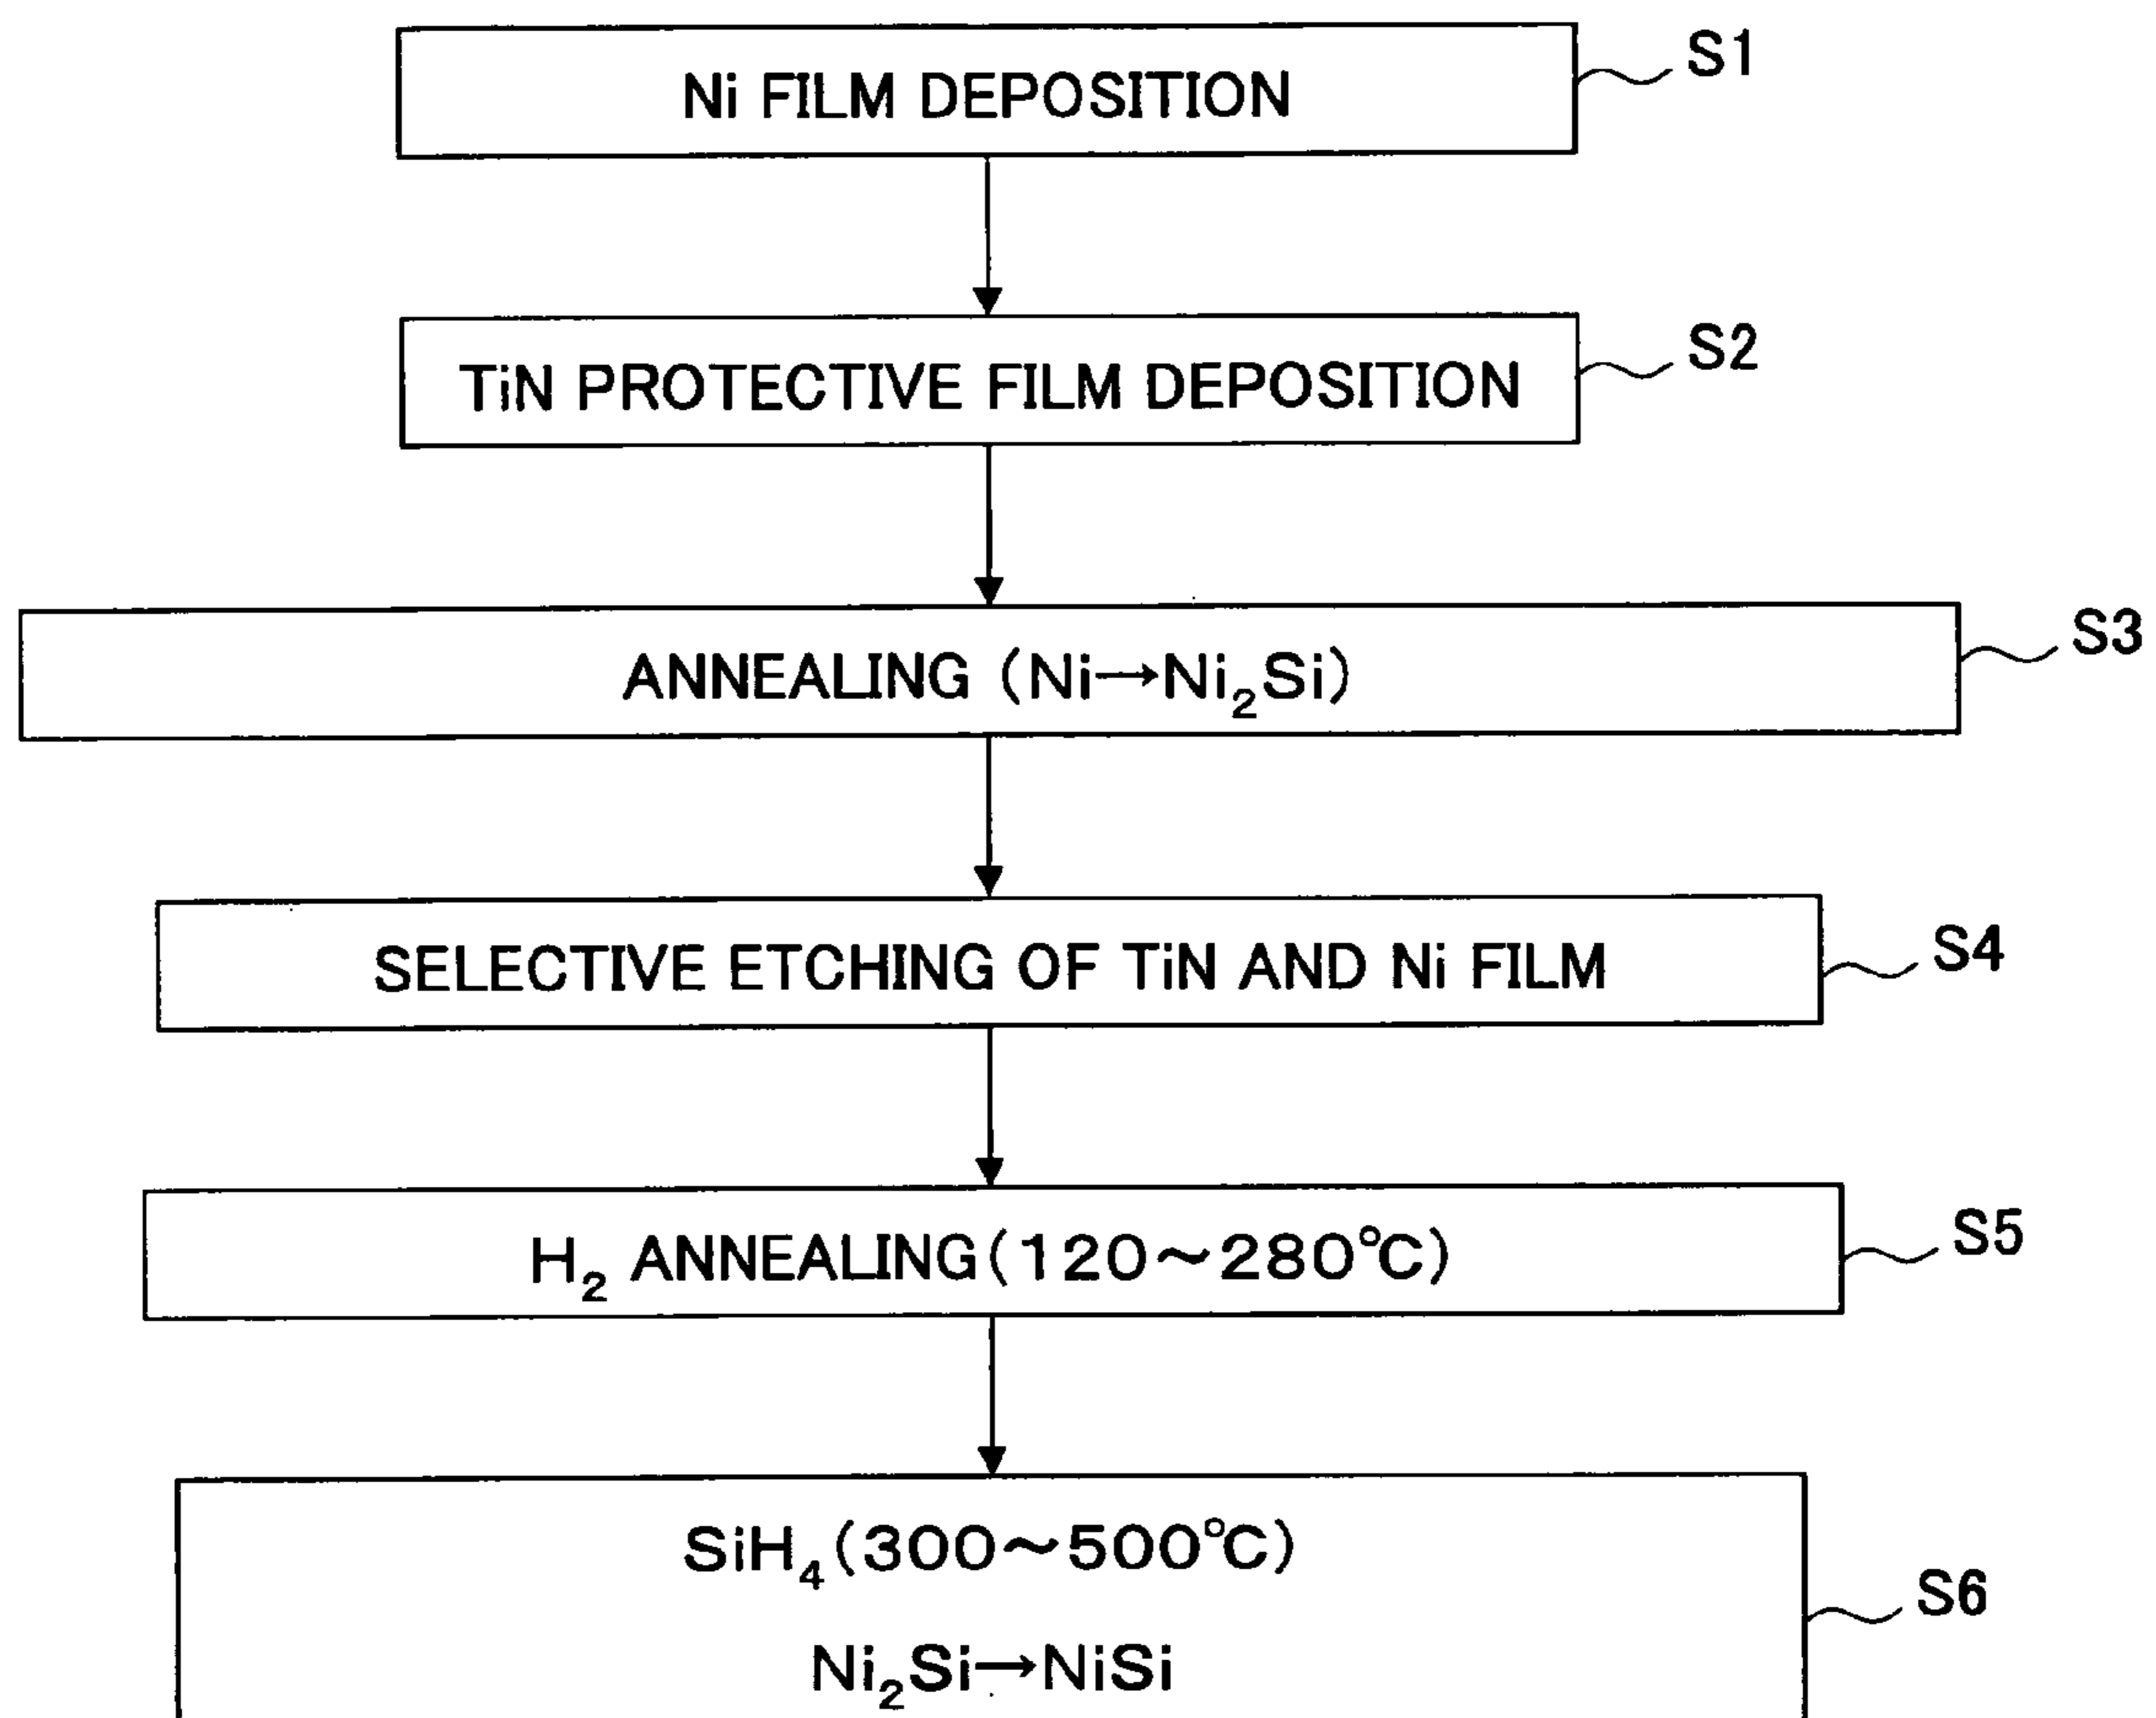 Ni FILM DEPOSITION
S1
TiN PROTECTIVE FILM DEPOSITION
S2
ANNEALING (Ni→Ni₂Si)
S3
SELECTIVE ETCHING OF TiN AND Ni FILM
S4
H₂ ANNEALING(120～280℃)
S5
SiH₄(300～500℃)
Ni₂Si→NiSi
S6